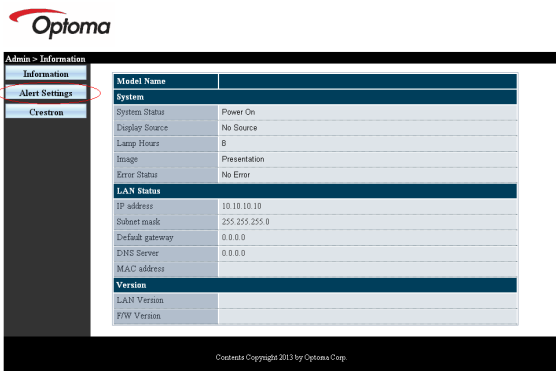 Optoma
Admin > Information
Information
Alert Settings
Crestron
Model Name
System
System Status Power On
Display Source No Source
Lamp Hours 8
Image Presentation
Error Status No Error
LAN Status
IP address 10.10.10.10
Subnet mask 255.255.255.0
Default gateway 0.0.0.0
DNS Server 0.0.0.0
MAC address
Version
LAN Version
F/W Version
Contents Copyright 2013 by Optoma Corp.